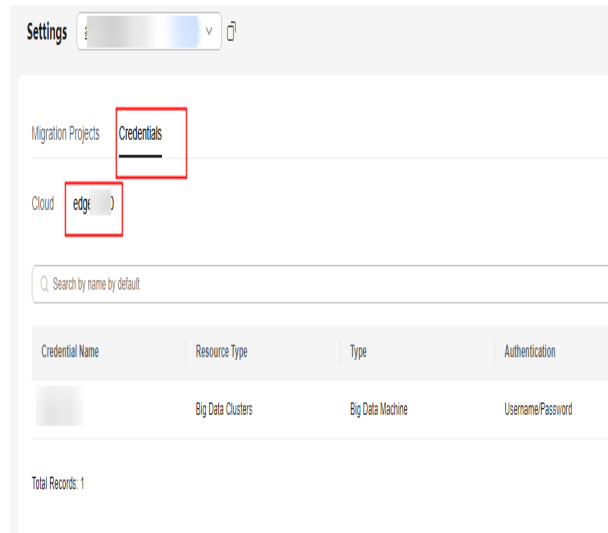 Settings
Migration Projects Credentials
Cloud
Search by name by default
Credential Name Resource Type Type Authentication
Big Data Clusters Big Data Machine Username/Password
Total Records: 1